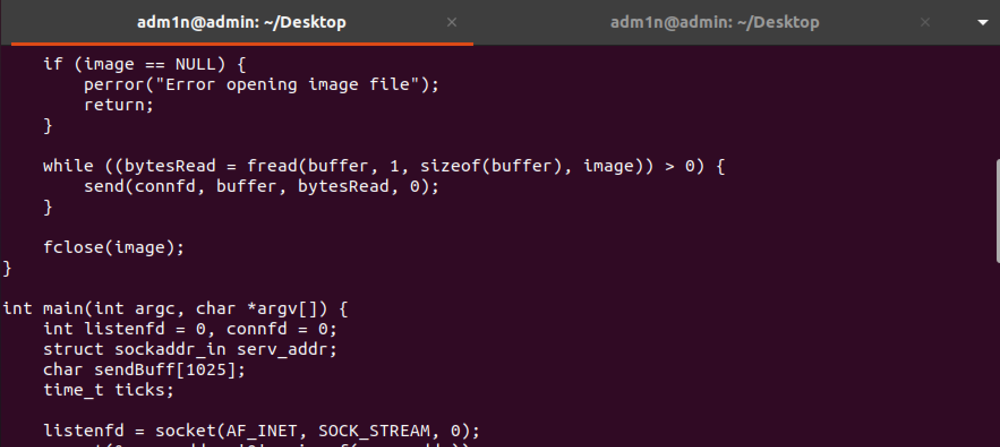 adm1n@admin: ~/Desktop × adm1n@admin: ~/Desktop ×
    if (image == NULL) {
        perror("Error opening image file");
        return;
    }

    while ((bytesRead = fread(buffer, 1, sizeof(buffer), image)) > 0) {
        send(connfd, buffer, bytesRead, 0);
    }

    fclose(image);
}

int main(int argc, char *argv[]) {
    int listenfd = 0, connfd = 0;
    struct sockaddr_in serv_addr;
    char sendBuff[1025];
    time_t ticks;

    listenfd = socket(AF_INET, SOCK_STREAM, 0);